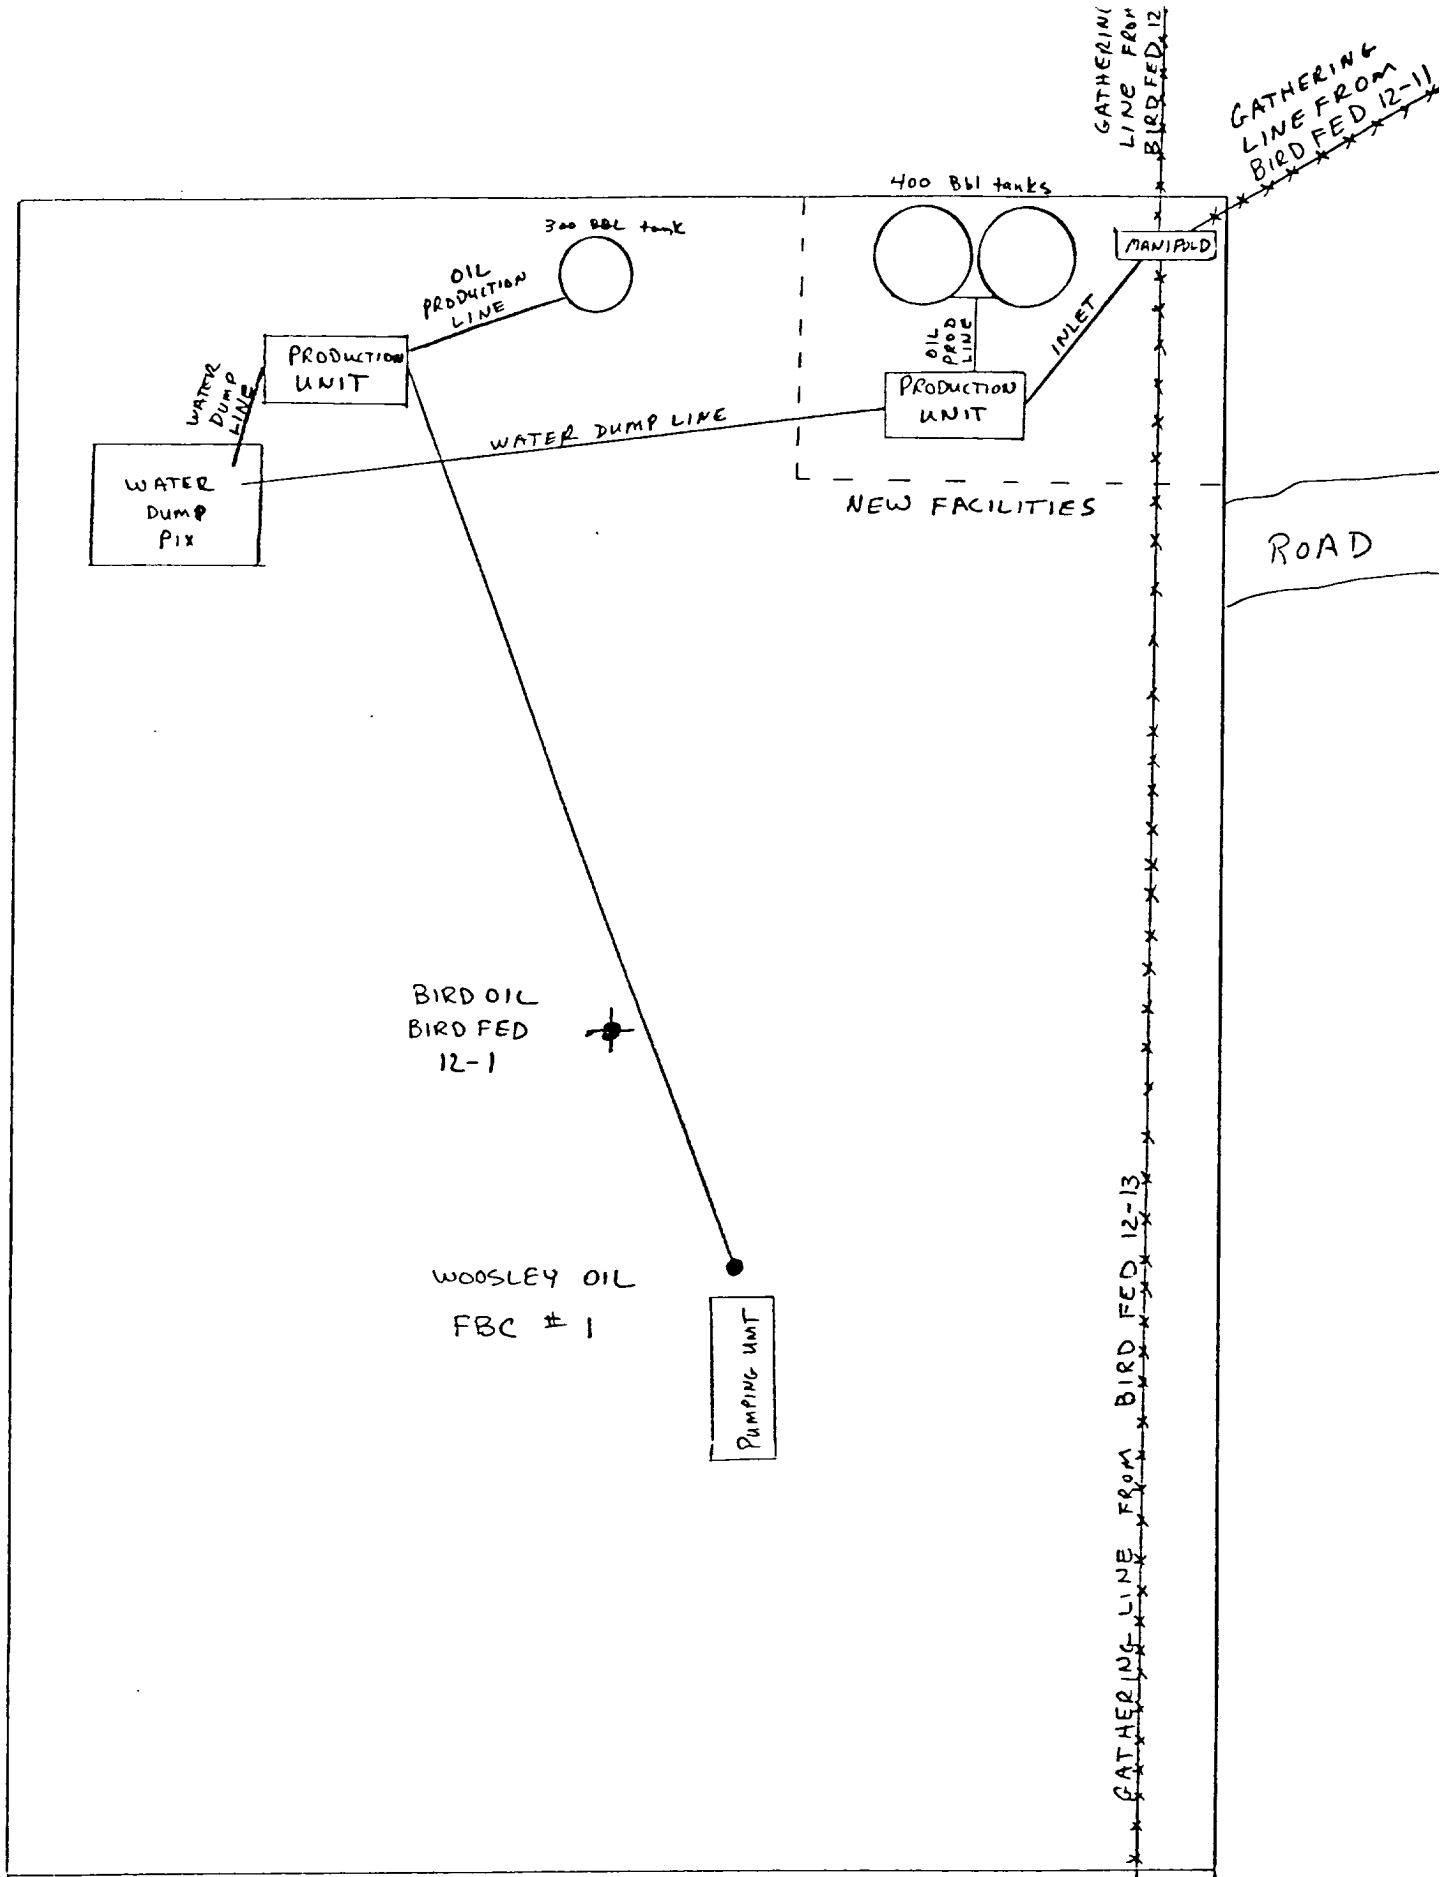 GATHERING
LINE FROM
BIRD FED 12-11
400 Bbl tanks
300 BBL tank
MANIFOLD
OIL
PRODUCTION
LINE
OIL
PROD
LINE
INLET
PRODUCTION
UNIT
WATER
DUMP
LINE
PRODUCTION
UNIT
WATER DUMP LINE
WATER
DUMP
PIX
NEW FACILITIES
ROAD
BIRD OIL
BIRD FED
12-1
WOOSLEY OIL
FBC # 1
PUMPING UNIT
GATHERING LINE FROM BIRD FED 12-13
GATHERIN
LINE FROM
BIRD FED 12